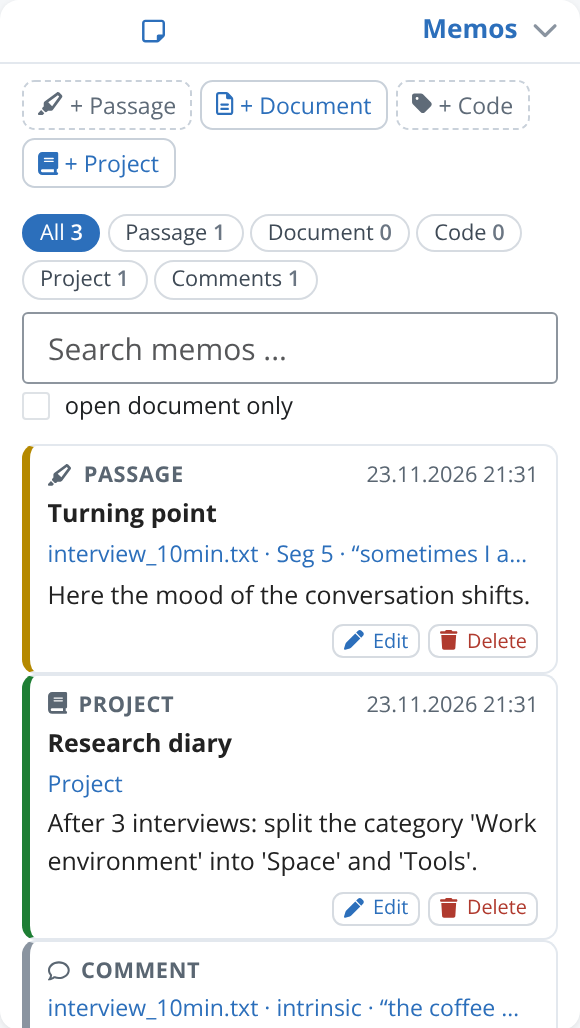 Memos
+ Passage + Document + Code
+ Project
All 3 Passage 1 Document 0 Code 0
Project 1 Comments 1
Search memos ...
open document only
PASSAGE 23.11.2026 21:31
Turning point
interview_10min.txt · Seg 5 · “sometimes I a...
Here the mood of the conversation shifts.
Edit Delete
PROJECT 23.11.2026 21:31
Research diary
Project
After 3 interviews: split the category 'Work
environment' into 'Space' and 'Tools'.
Edit Delete
COMMENT
interview_10min.txt · intrinsic · “the coffee ...